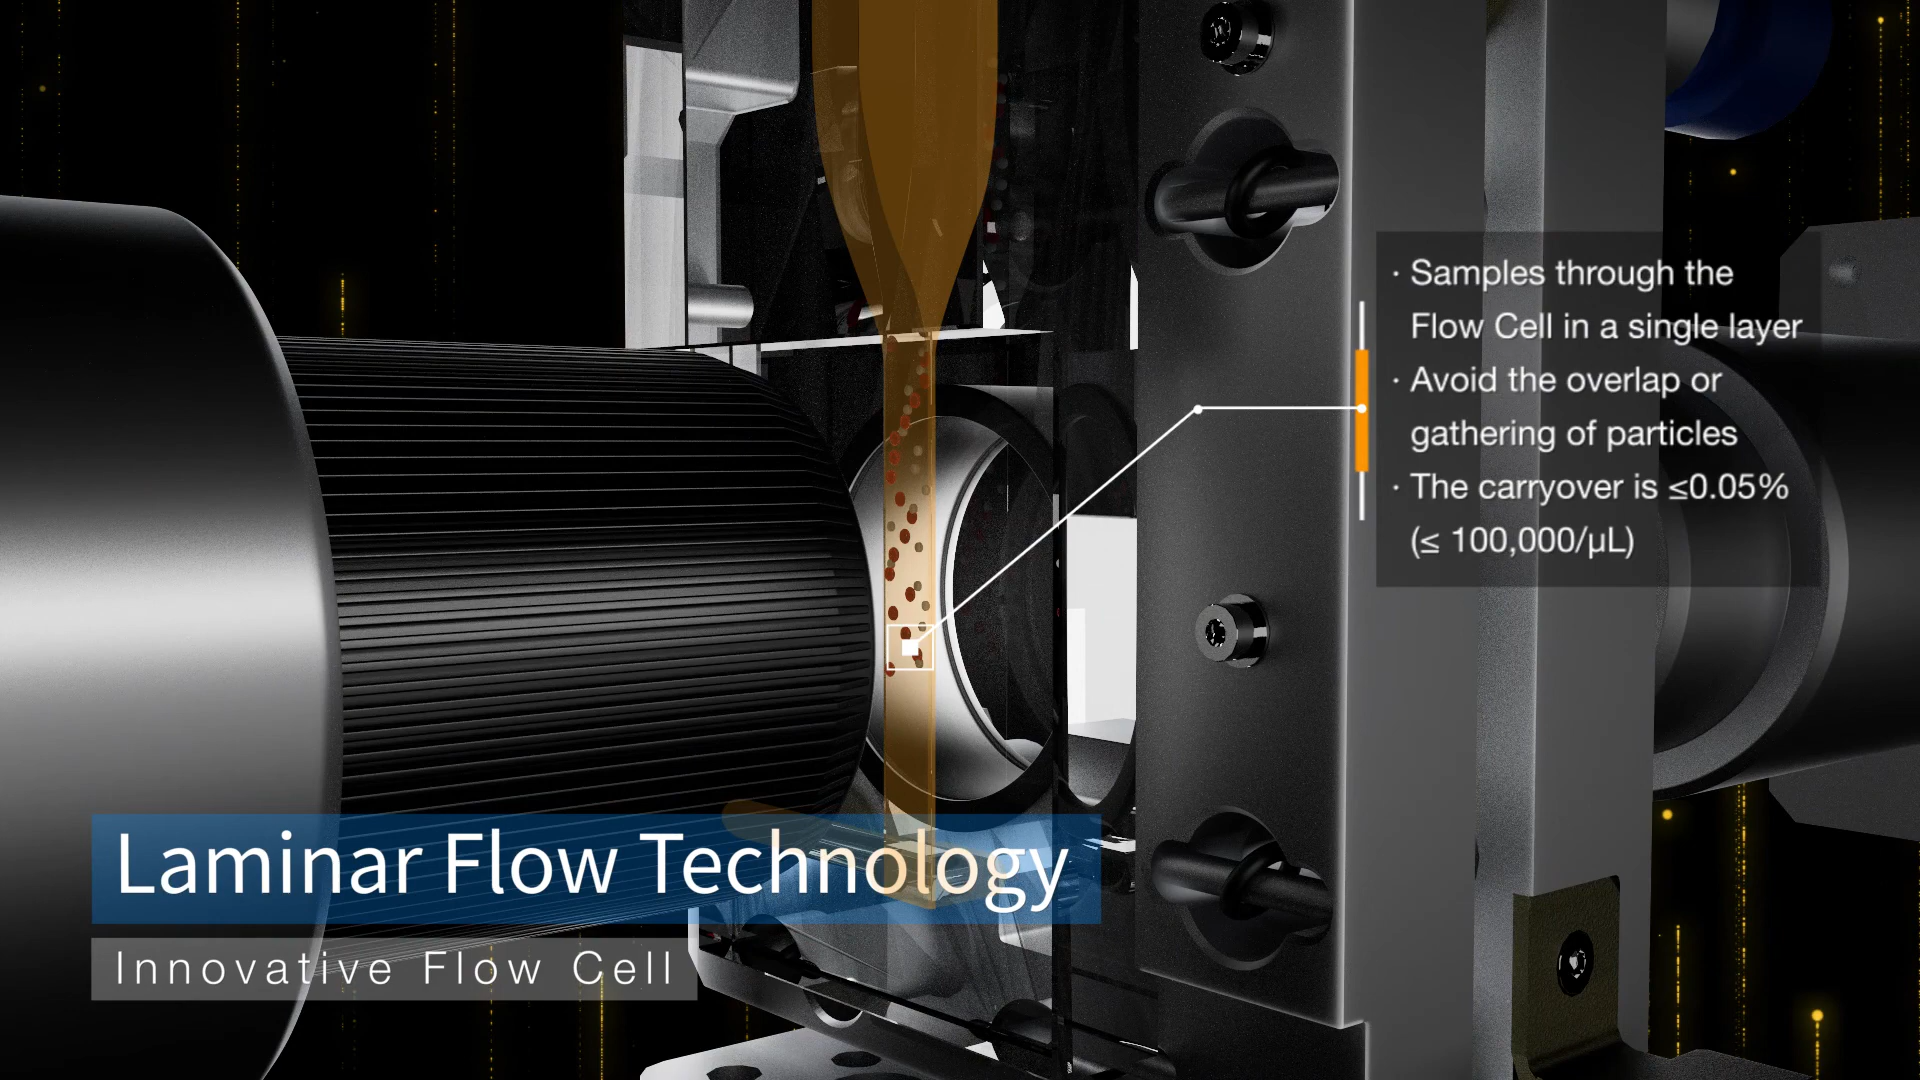 · Samples through the
Flow Cell in a single layer
· Avoid the overlap or
gathering of particles
· The carryover is ≤0.05%
(≤ 100,000/µL)
Laminar Flow Technology
Innovative Flow Cell